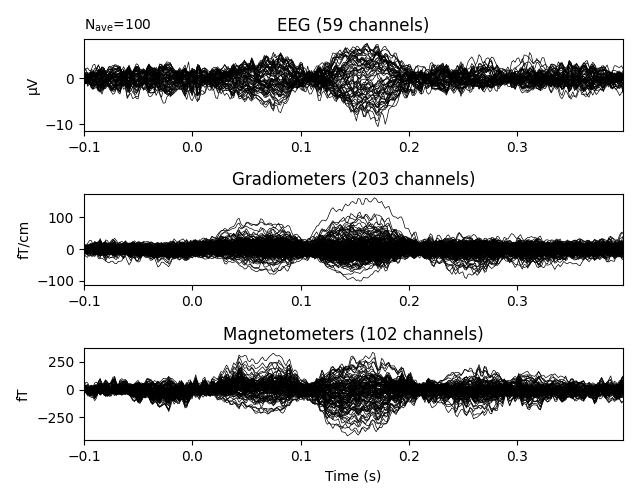 N_ave=100
EEG (59 channels)
µV
0
−10
−0.1 0.0 0.1 0.2 0.3
Gradiometers (203 channels)
fT/cm
100
0
−100
−0.1 0.0 0.1 0.2 0.3
Magnetometers (102 channels)
fT
250
0
−250
−0.1 0.0 0.1 0.2 0.3
Time (s)